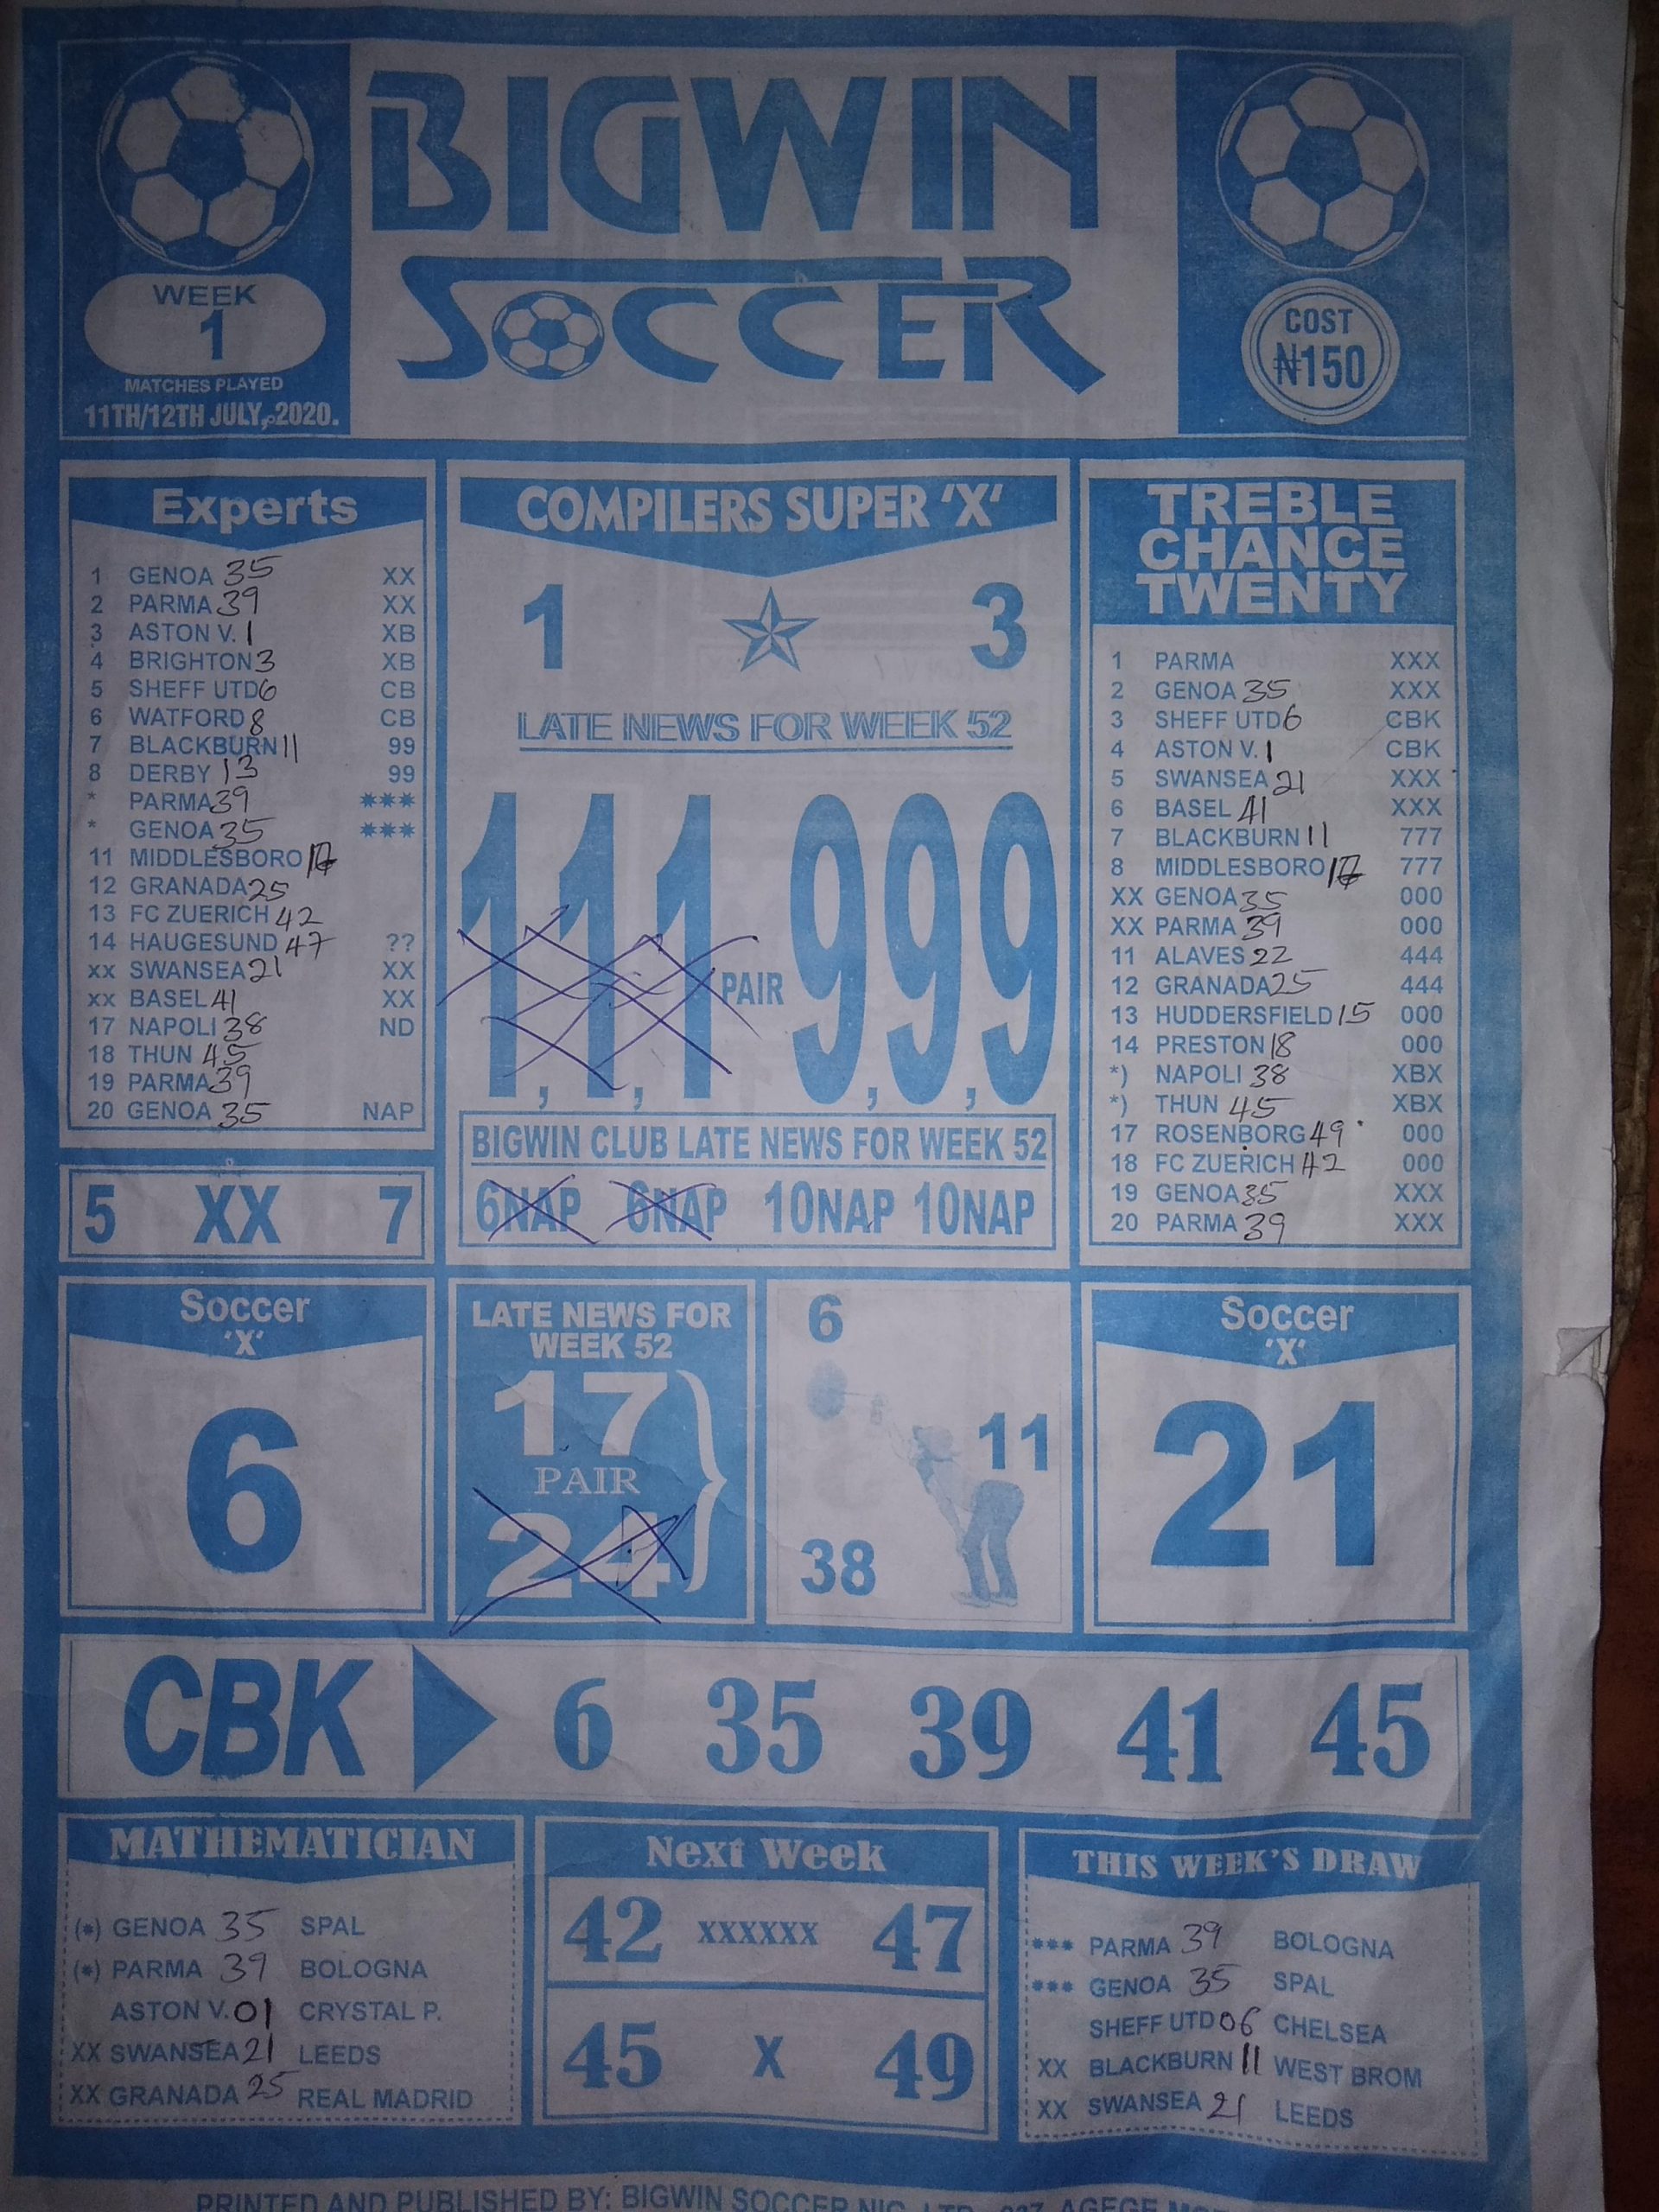 BIGWIN
SOCCER
WEEK
1
MATCHES PLAYED
11TH/12TH JULY, 2020.
COST
₦150
Experts
1 GENOA 35 XX
2 PARMA 39 XX
3 ASTON V. 1 XB
4 BRIGHTON 3 XB
5 SHEFF UTD 6 CB
6 WATFORD 8 CB
7 BLACKBURN 11 99
8 DERBY 13 99
* PARMA 39 ***
* GENOA 35 ***
11 MIDDLESBORO
12 GRANADA 25
13 FC ZUERICH 42
14 HAUGESUND 47 ??
xx SWANSEA 21 XX
xx BASEL 41 XX
17 NAPOLI 38 ND
18 THUN 45
19 PARMA 39
20 GENOA 35 NAP
5 XX 7
COMPILERS SUPER 'X'
1 3
LATE NEWS FOR WEEK 52
1,1,1 PAIR 9,9,9
BIGWIN CLUB LATE NEWS FOR WEEK 52
6NAP 6NAP 10NAP 10NAP
TREBLE
CHANCE
TWENTY
1 PARMA XXX
2 GENOA 35 XXX
3 SHEFF UTD 6 CBK
4 ASTON V. 1 CBK
5 SWANSEA 21 XXX
6 BASEL 41 XXX
7 BLACKBURN 11 777
8 MIDDLESBORO 777
XX GENOA 35 000
XX PARMA 39 000
11 ALAVES 22 444
12 GRANADA 25 444
13 HUDDERSFIELD 15 000
14 PRESTON 18 000
*) NAPOLI 38 XBX
*) THUN 45 XBX
17 ROSENBORG 49 000
18 FC ZUERICH 42 000
19 GENOA 35 XXX
20 PARMA 39 XXX
Soccer
'X'
6
LATE NEWS FOR
WEEK 52
17
PAIR
24
6
11
38
Soccer
'X'
21
CBK 6 35 39 41 45
MATHEMATICIAN
(*) GENOA 35 SPAL
(*) PARMA 39 BOLOGNA
ASTON V. 01 CRYSTAL P.
XX SWANSEA 21 LEEDS
XX GRANADA 25 REAL MADRID
Next Week
42 XXXXXX 47
45 X 49
THIS WEEK'S DRAW
*** PARMA 39 BOLOGNA
*** GENOA 35 SPAL
SHEFF UTD 06 CHELSEA
XX BLACKBURN 11 WEST BROM
XX SWANSEA 21 LEEDS
PRINTED AND PUBLISHED BY: BIGWIN SOCCER NIG. LTD. AGEGE